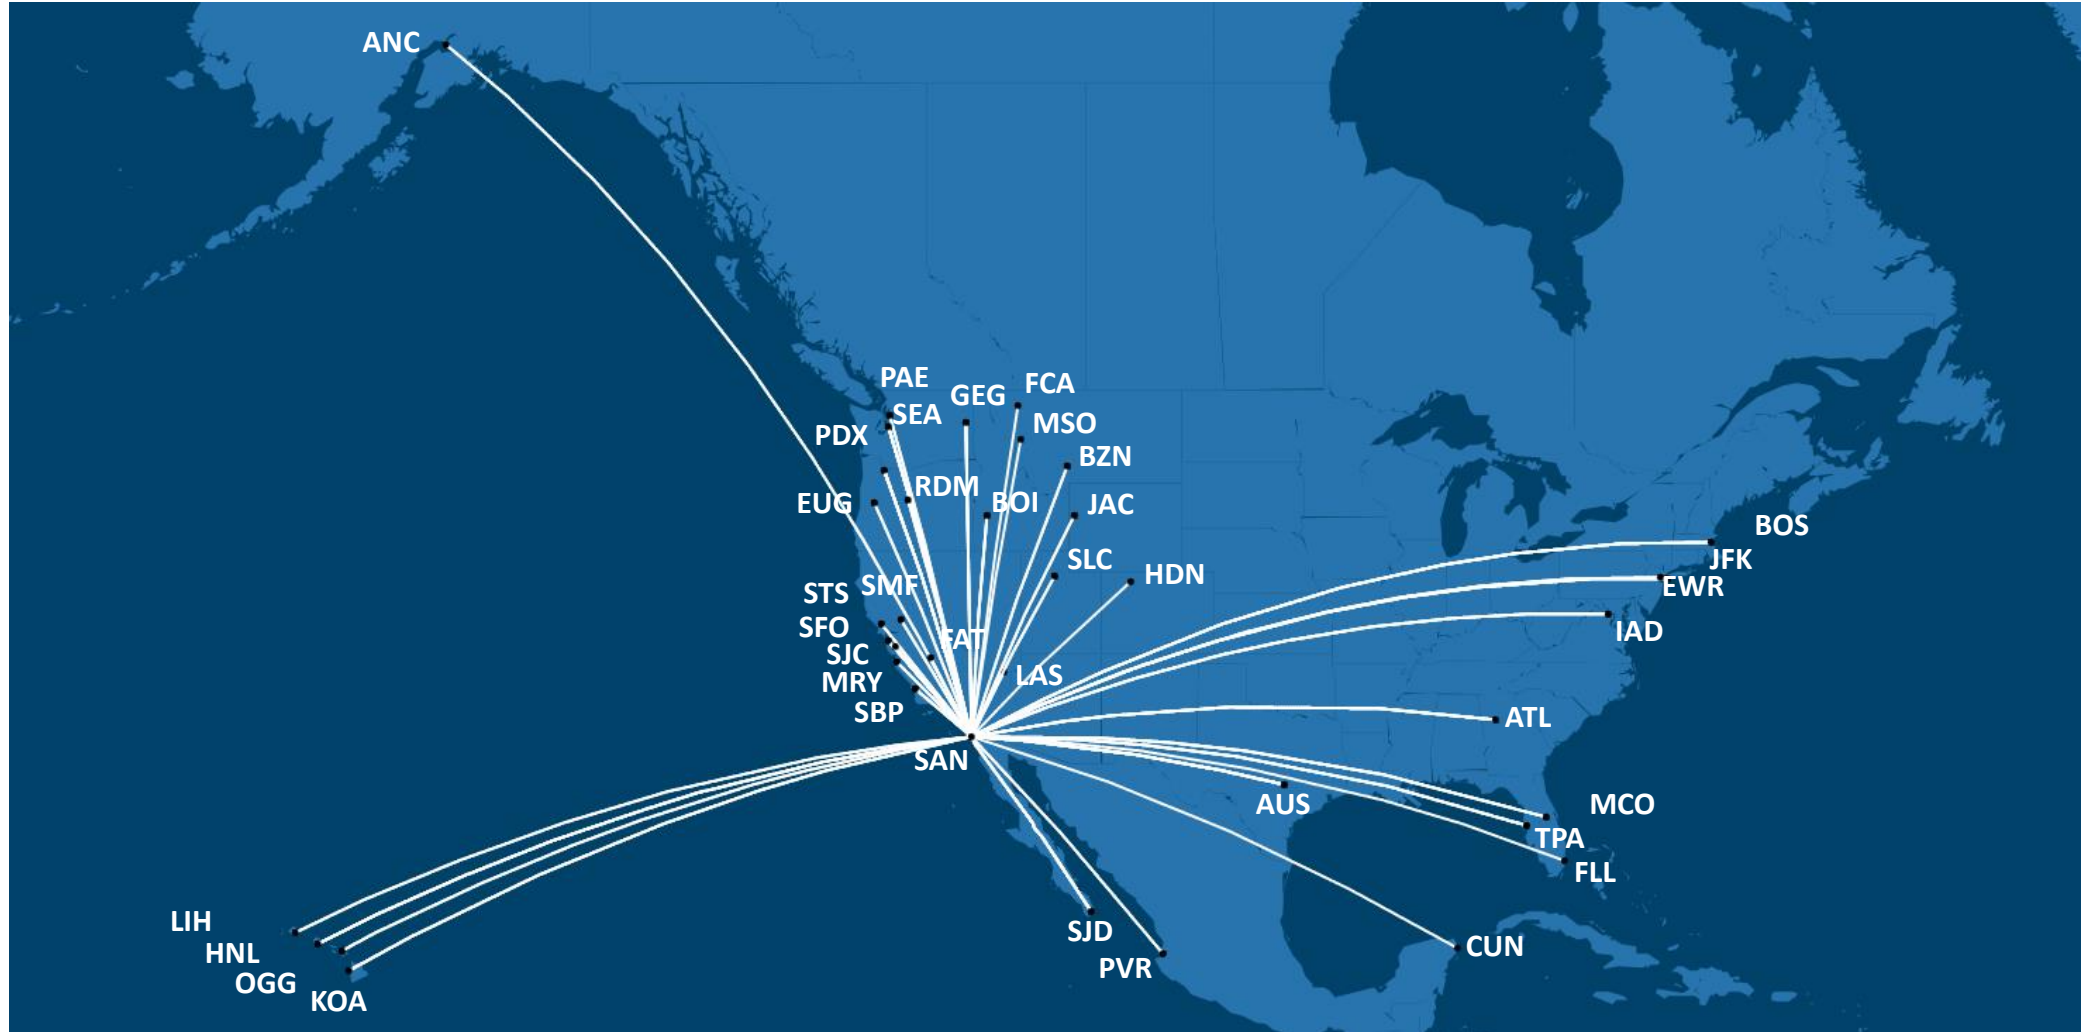 ANC
PAE
FCA
GEG
SEA
MSO
PDX
BZN
RDM
BOI
EUG
JAC
BOS
SLC
JFK
HDN
SMF
EWR
STS
SFO
IAD
FAT
SJC
LAS
MRY
SBP
ATL
SAN
AUS
MCO
TPA
FLL
LIH
SJD
CUN
HNL
PVR
OGG
KOA